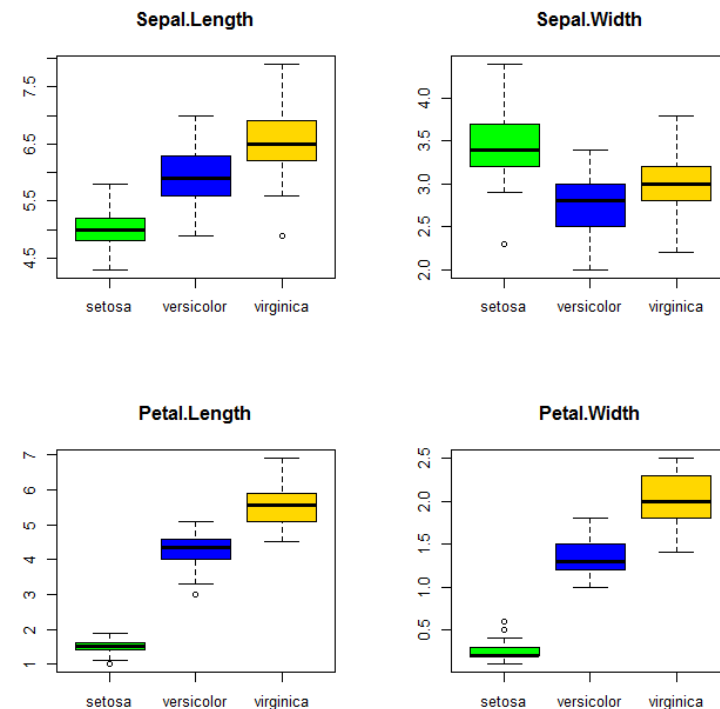 Sepal.Length
7.5
6.5
5.5
4.5
setosa versicolor virginica
Sepal.Width
4.0
3.5
3.0
2.5
2.0
setosa versicolor virginica
Petal.Length
7
6
5
4
3
2
1
setosa versicolor virginica
Petal.Width
2.5
2.0
1.5
1.0
0.5
setosa versicolor virginica